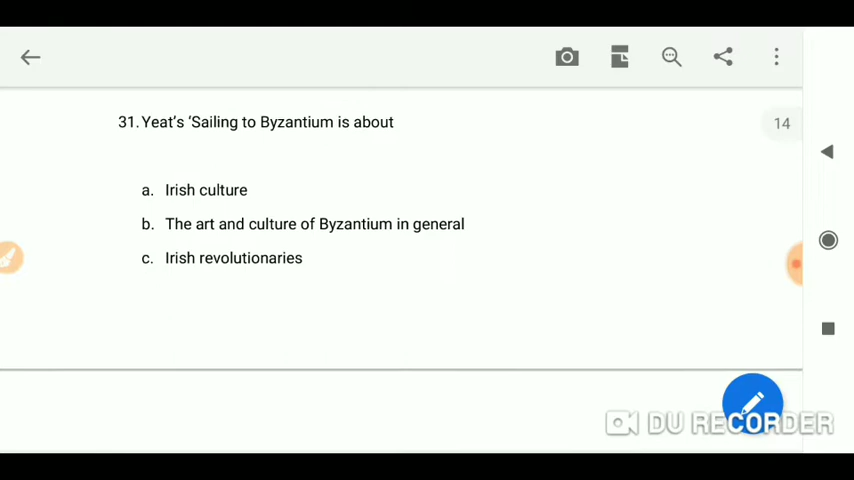 31. Yeat's 'Sailing to Byzantium is about
14
a. Irish culture
b. The art and culture of Byzantium in general
c. Irish revolutionaries
DU RECORDER